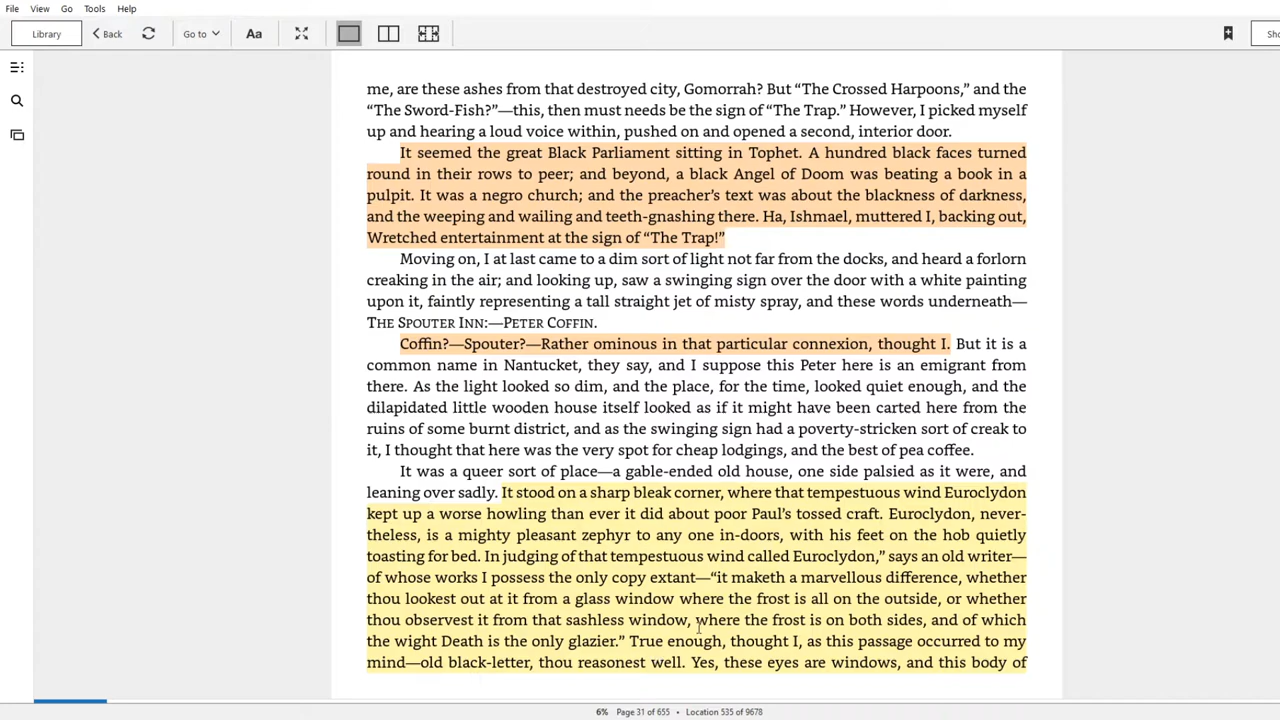 File View Go Tools Help
Library Back Go to Aa Sho
me, are these ashes from that destroyed city, Gomorrah? But “The Crossed Harpoons,” and the
“The Sword-Fish?”—this, then must needs be the sign of “The Trap.” However, I picked myself
up and hearing a loud voice within, pushed on and opened a second, interior door.
It seemed the great Black Parliament sitting in Tophet. A hundred black faces turned
round in their rows to peer; and beyond, a black Angel of Doom was beating a book in a
pulpit. It was a negro church; and the preacher’s text was about the blackness of darkness,
and the weeping and wailing and teeth-gnashing there. Ha, Ishmael, muttered I, backing out,
Wretched entertainment at the sign of “The Trap!”
Moving on, I at last came to a dim sort of light not far from the docks, and heard a forlorn
creaking in the air; and looking up, saw a swinging sign over the door with a white painting
upon it, faintly representing a tall straight jet of misty spray, and these words underneath—
THE SPOUTER INN:—PETER COFFIN.
Coffin?—Spouter?—Rather ominous in that particular connexion, thought I. But it is a
common name in Nantucket, they say, and I suppose this Peter here is an emigrant from
there. As the light looked so dim, and the place, for the time, looked quiet enough, and the
dilapidated little wooden house itself looked as if it might have been carted here from the
ruins of some burnt district, and as the swinging sign had a poverty-stricken sort of creak to
it, I thought that here was the very spot for cheap lodgings, and the best of pea coffee.
It was a queer sort of place—a gable-ended old house, one side palsied as it were, and
leaning over sadly. It stood on a sharp bleak corner, where that tempestuous wind Euroclydon
kept up a worse howling than ever it did about poor Paul’s tossed craft. Euroclydon, never-
theless, is a mighty pleasant zephyr to any one in-doors, with his feet on the hob quietly
toasting for bed. In judging of that tempestuous wind called Euroclydon,” says an old writer—
of whose works I possess the only copy extant—“it maketh a marvellous difference, whether
thou lookest out at it from a glass window where the frost is all on the outside, or whether
thou observest it from that sashless window, where the frost is on both sides, and of which
the wight Death is the only glazier.” True enough, thought I, as this passage occurred to my
mind—old black-letter, thou reasonest well. Yes, these eyes are windows, and this body of
6% Page 31 of 655 • Location 535 of 9678